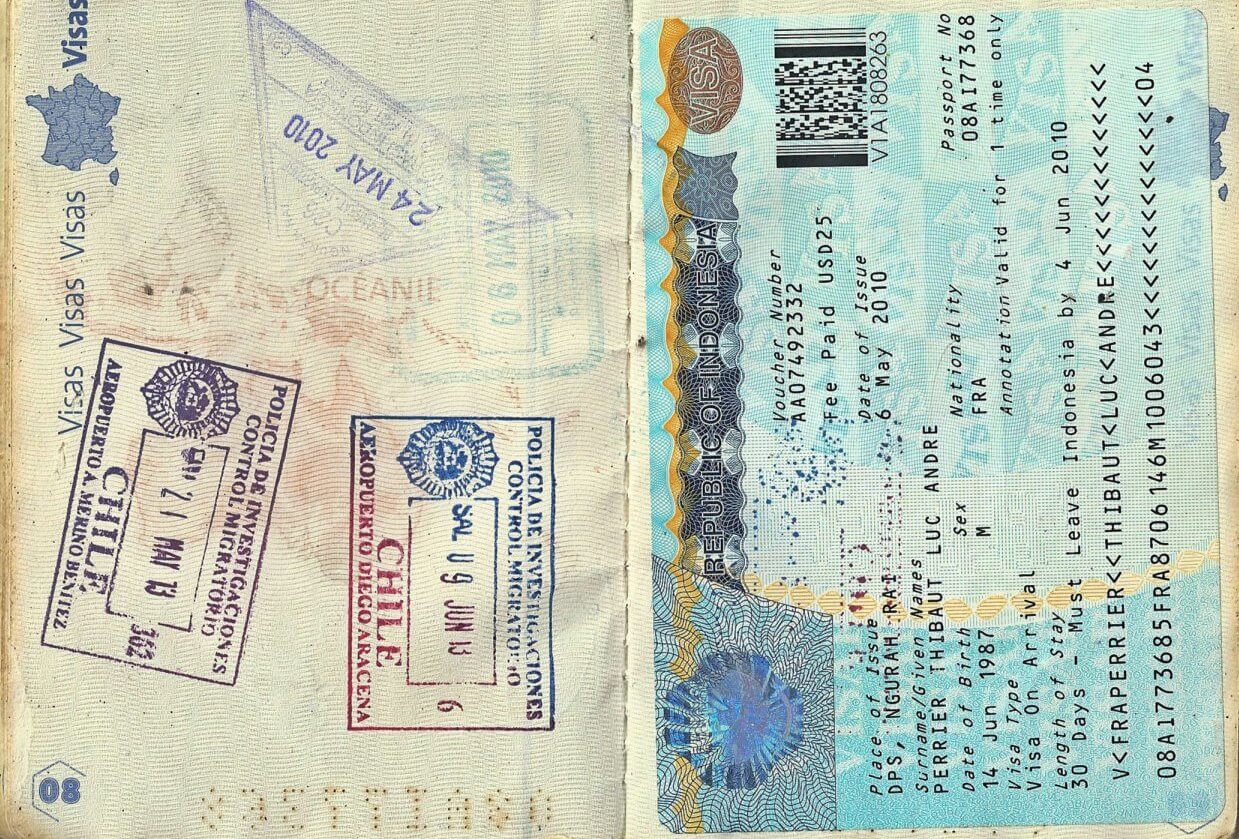 Visas Visas Visas
Visas
OCEANIE
24 MAY 2010
06 MAY 2010
POLICIA DE INVESTIGACIONES
CONTROL MIGRATORIO
21 MAY 13
CHILE
AEROPUERTO A. MERINO BENITEZ
POLICIA DE INVESTIGACIONES
CONTROL MIGRATORIO
SAL 09 JUN 13
6
CHILE
AEROPUERTO DIEGO ARACENA
08
VISA
REPUBLIC OF INDONESIA
V1A1808263
Voucher Number
AA07492332
Fee Paid USD25
Place of Issue
Date of Issue
DPS, NGURAH RAI
6 May 2010
Passport No
08AI77368
Surname/Given Names
PERRIER THIBAUT LUC ANDRE
Date of Birth
Sex
Nationality
14 Jun 1987
M
FRA
Visa Type
Annotation
Visa On Arrival
Valid for 1 time only
Length of Stay
30 Days - Must Leave Indonesia by 4 Jun 2010
V<FRAPERRIER<<THIBAUT<LUC<ANDRE<<<<<<<<<<<<<
08AI773685FRA8706146M1006043<<<<<<<<<<<<<<04